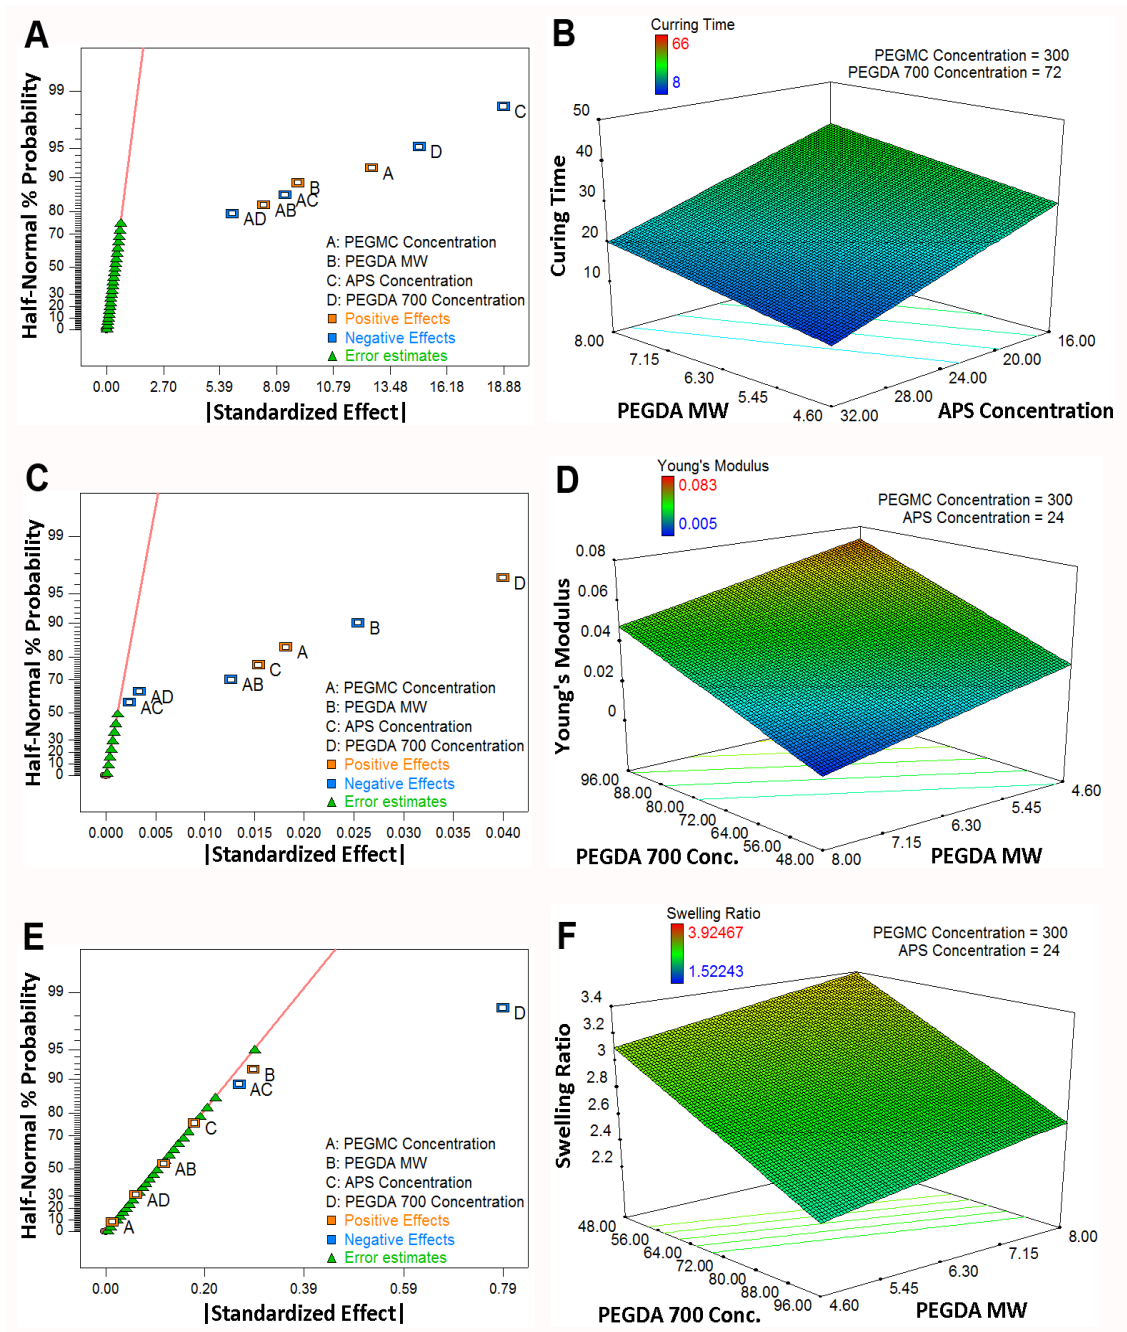 A
Half-Normal % Probability
99
95
90
80
70
50
30
20
10
0
C
D
A
B
AC
AB
AD
A: PEGMC Concentration
B: PEGDA MW
C: APS Concentration
D: PEGDA 700 Concentration
Positive Effects
Negative Effects
Error estimates
0.00 2.70 5.39 8.09 10.79 13.48 16.18 18.88
|Standardized Effect|
B
Curring Time
66
8
PEGMC Concentration = 300
PEGDA 700 Concentration = 72
Curing Time
50
40
30
20
10
8.00 7.15 6.30 5.45 4.60
PEGDA MW
32.00 28.00 24.00 20.00 16.00
APS Concentration
C
Half-Normal % Probability
99
95
90
80
70
50
30
20
10
0
D
B
A
C
AB
AD
AC
A: PEGMC Concentration
B: PEGDA MW
C: APS Concentration
D: PEGDA 700 Concentration
Positive Effects
Negative Effects
Error estimates
0.000 0.005 0.010 0.015 0.020 0.025 0.030 0.035 0.040
|Standardized Effect|
D
Young's Modulus
0.083
0.005
PEGMC Concentration = 300
APS Concentration = 24
Young's Modulus
0.08
0.06
0.04
0.02
0
96.00 88.00 80.00 72.00 64.00 56.00 48.00
PEGDA 700 Conc.
8.00 7.15 6.30 5.45 4.60
PEGDA MW
E
Half-Normal % Probability
99
95
90
80
70
50
30
20
10
0
D
B
AC
C
AB
AD
A
A: PEGMC Concentration
B: PEGDA MW
C: APS Concentration
D: PEGDA 700 Concentration
Positive Effects
Negative Effects
Error estimates
0.00 0.20 0.39 0.59 0.79
|Standardized Effect|
F
Swelling Ratio
3.92467
1.52243
PEGMC Concentration = 300
APS Concentration = 24
Swelling Ratio
3.4
3.2
3
2.8
2.6
2.4
2.2
48.00 56.00 64.00 72.00 80.00 88.00 96.00
PEGDA 700 Conc.
4.60 5.45 6.30 7.15 8.00
PEGDA MW